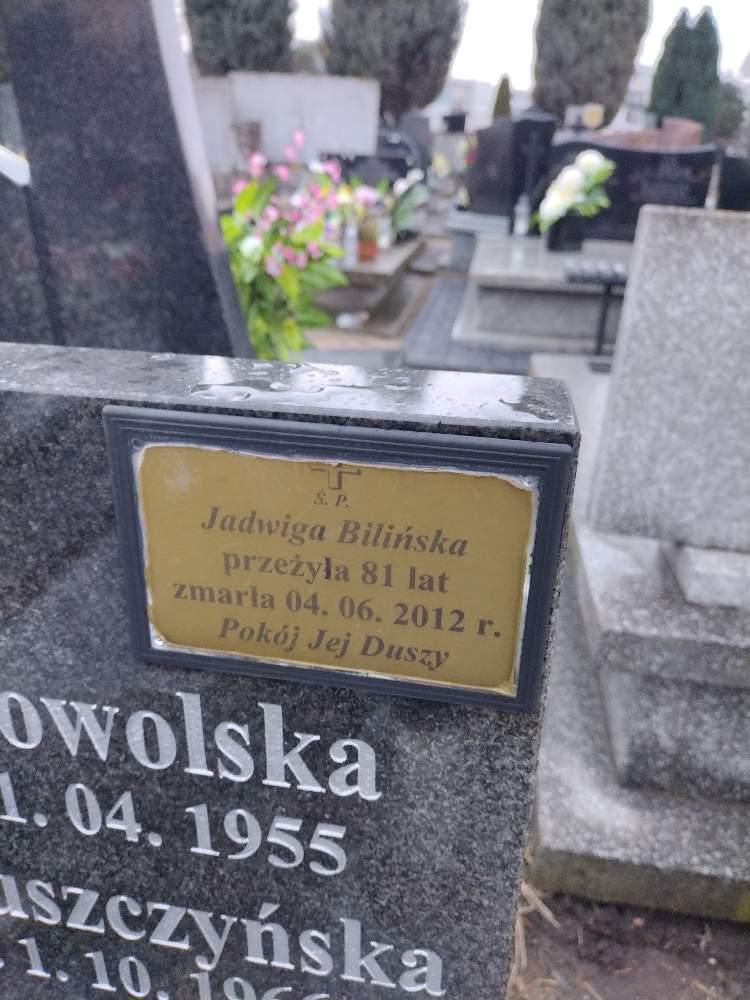 Ś. P.
Jadwiga Bilińska
przeżyła 81 lat
zmarła 04. 06. 2012 r.
Pokój Jej Duszy
owolska
1. 04. 1955
uszczyńska
1. 10. 1966